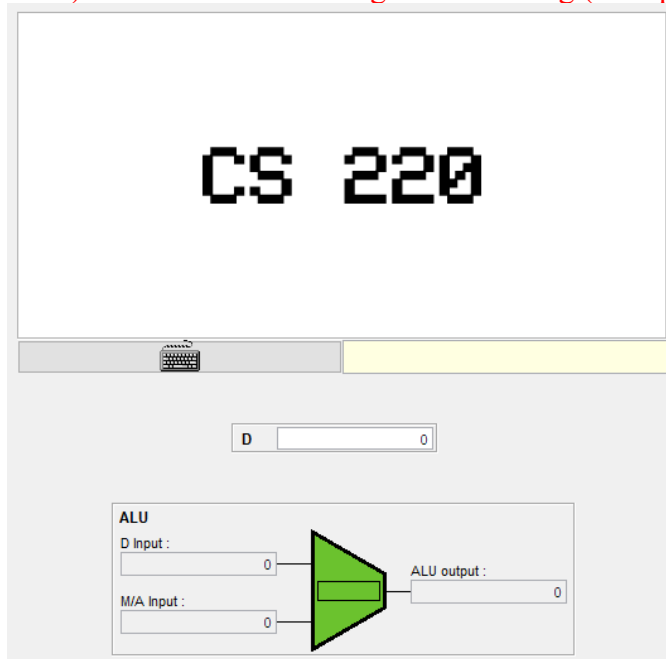 CS 220
D 0
ALU
D Input :
0
ALU output :
0
M/A Input :
0